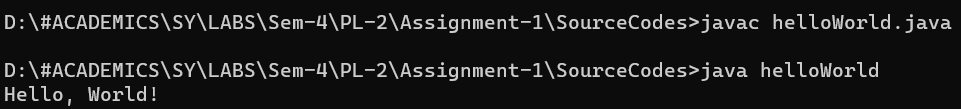 D:\#ACADEMICS\SY\LABS\Sem-4\PL-2\Assignment-1\SourceCodes>javac helloWorld.java
D:\#ACADEMICS\SY\LABS\Sem-4\PL-2\Assignment-1\SourceCodes>java helloWorld
Hello, World!